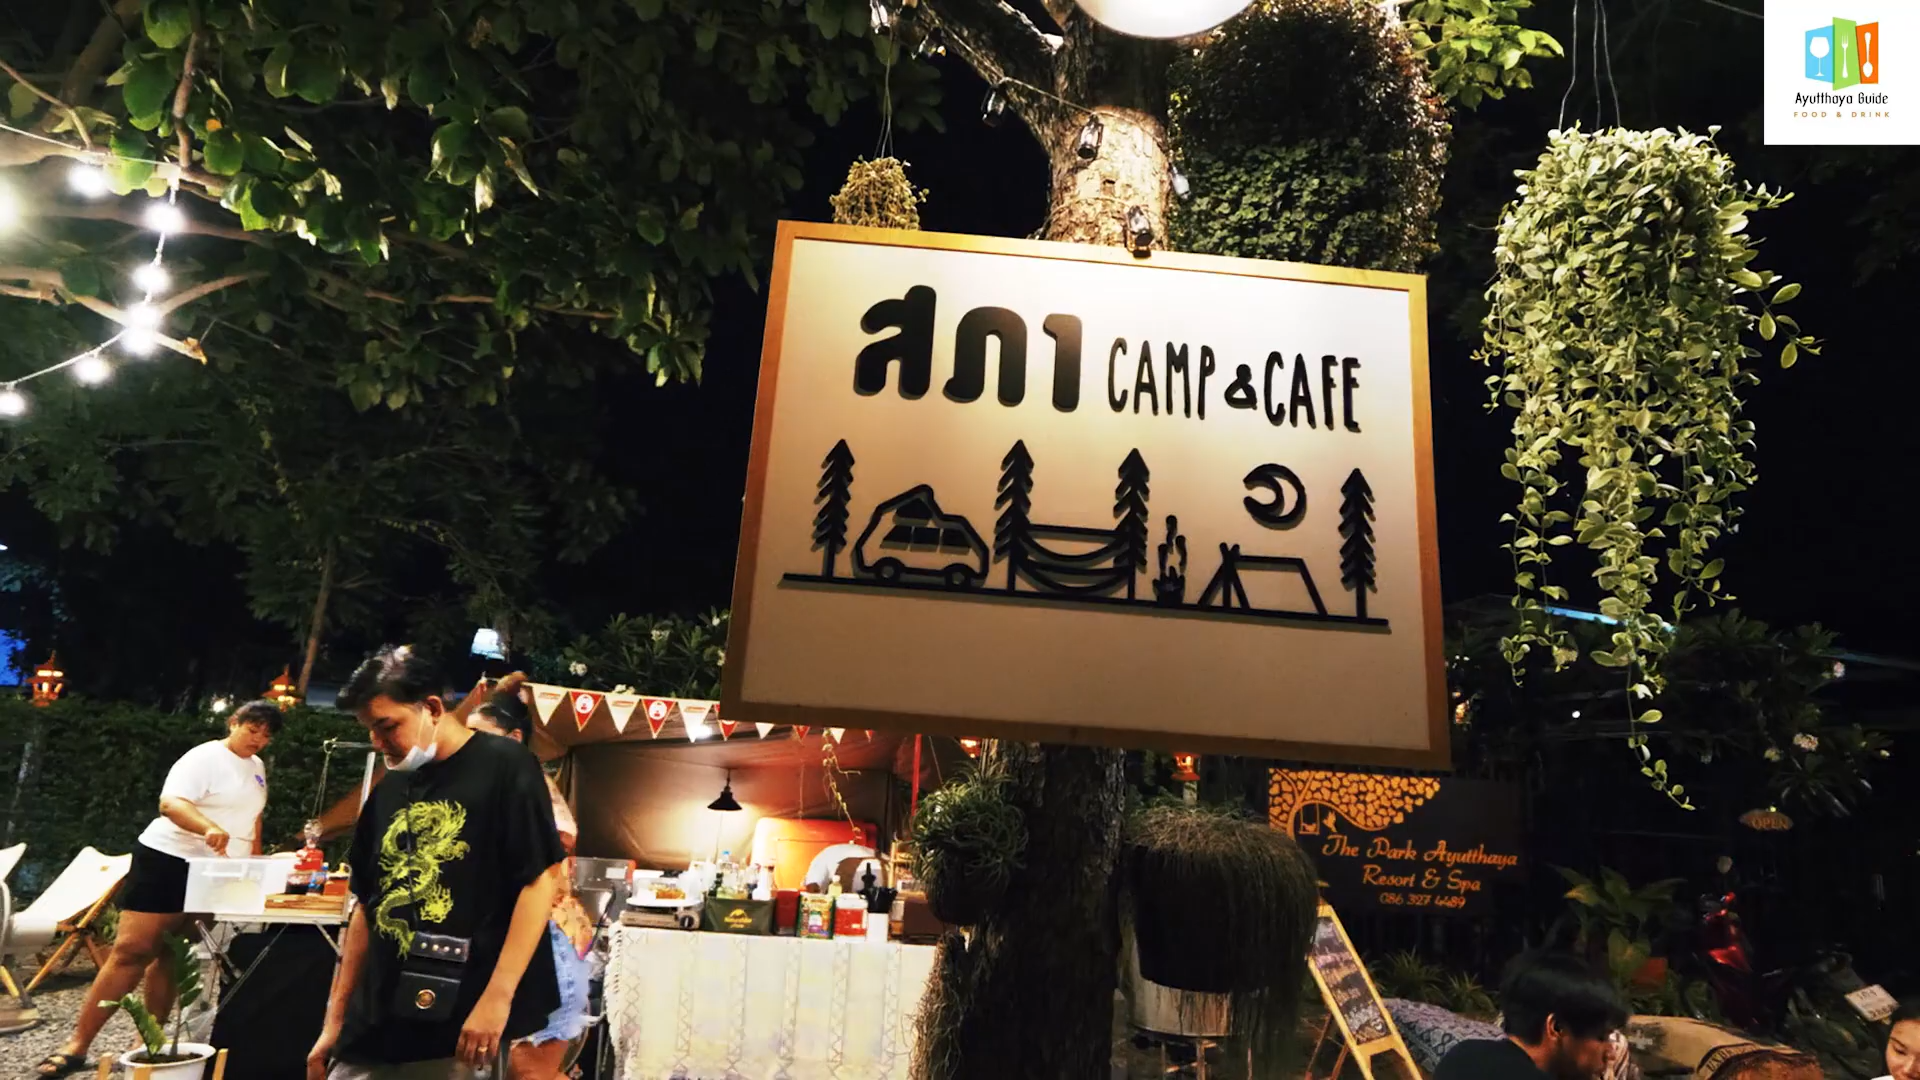 Ayutthaya Guide
FOOD & DRINK
สภา CAMP & CAFE
The Park Ayutthaya
Resort & Spa
086 327 4489
OPEN